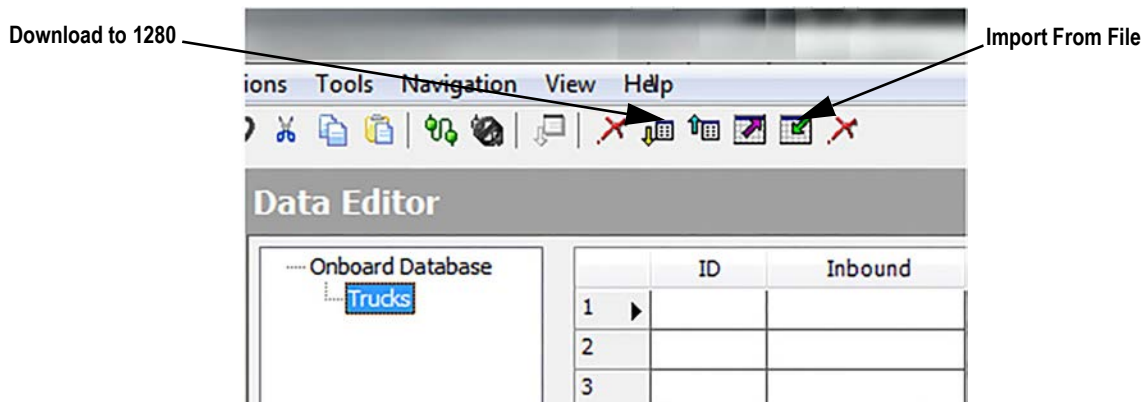 Download to 1280
Import From File
ions Tools Navigation View Help
Data Editor
Onboard Database
Trucks
ID Inbound
1
2
3